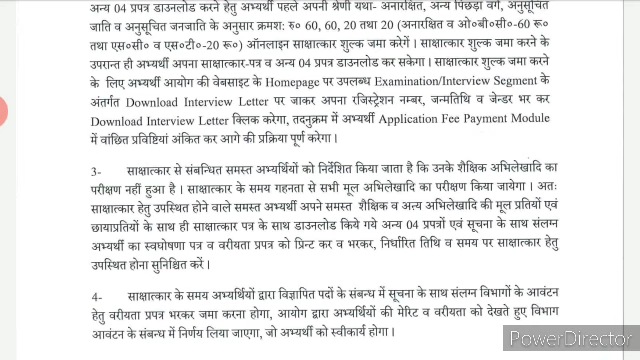 अन्य 04 प्रपत्र डाउनलोड करने हेतु अभ्यर्थी पहले अपनी श्रेणी यथा- अनारक्षित, अन्य पिछड़ा वर्ग, अनुसूचित
जाति व अनुसूचित जनजाति के अनुसार क्रमश: रु० 60, 60, 20 तथा 20 (अनारक्षित व ओ०बी०सी०-60 रू०
तथा एस०सी० व एस०टी०-20 रू०) ऑनलाइन साक्षात्कार शुल्क जमा करेगें । साक्षात्कार शुल्क जमा करने के
उपरान्त ही अभ्यर्थी अपना साक्षात्कार-पत्र व अन्य 04 प्रपत्र डाउनलोड कर सकेगा । साक्षात्कार शुल्क जमा करने
के लिए अभ्यर्थी आयोग की वेबसाइट के Homepage पर उपलब्ध Examination/Interview Segment के
अंतर्गत Download Interview Letter पर जाकर अपना रजिस्ट्रेशन नम्बर, जन्मतिथि व जेन्डर भर कर
Download Interview Letter क्लिक करेगा, तदनुक्रम में अभ्यर्थी Application Fee Payment Module
में वांछित प्रविष्टियां अंकित कर आगे की प्रक्रिया पूर्ण करेगा ।
3- साक्षात्कार से संबन्धित समस्त अभ्यर्थियों को निर्देशित किया जाता है कि उनके शैक्षिक अभिलेखादि का
परीक्षण नहीं हुआ है । साक्षात्कार के समय गहनता से सभी मूल अभिलेखादि का परीक्षण किया जायेगा । अत:
साक्षात्कार हेतु उपस्थित होने वाले समस्त अभ्यर्थी अपने समस्त शैक्षिक व अन्य अभिलेखादि की मूल प्रतियों एवं
छायाप्रतियों के साथ ही साक्षात्कार पत्र के साथ डाउनलोड किये गये अन्य 04 प्रपत्रों एवं सूचना के साथ संलग्न
अभ्यर्थी का स्वघोषणा पत्र व वरीयता प्रपत्र को प्रिन्ट कर व भरकर, निर्धारित तिथि व समय पर साक्षात्कार हेतु
उपस्थित होना सुनिश्चित करें ।
4- साक्षात्कार के समय अभ्यर्थियों द्वारा विज्ञापित पदों के संबन्ध में सूचना के साथ संलग्न विभागों के आवंटन
हेतु वरीयता प्रपत्र भरकर जमा करना होगा, आयोग द्वारा अभ्यर्थियों की मेरिट व वरीयता को देखते हुए विभाग
आवंटन के संबन्ध में निर्णय लिया जाएगा, जो अभ्यर्थी को स्वीकार्य होगा ।
PowerDirector